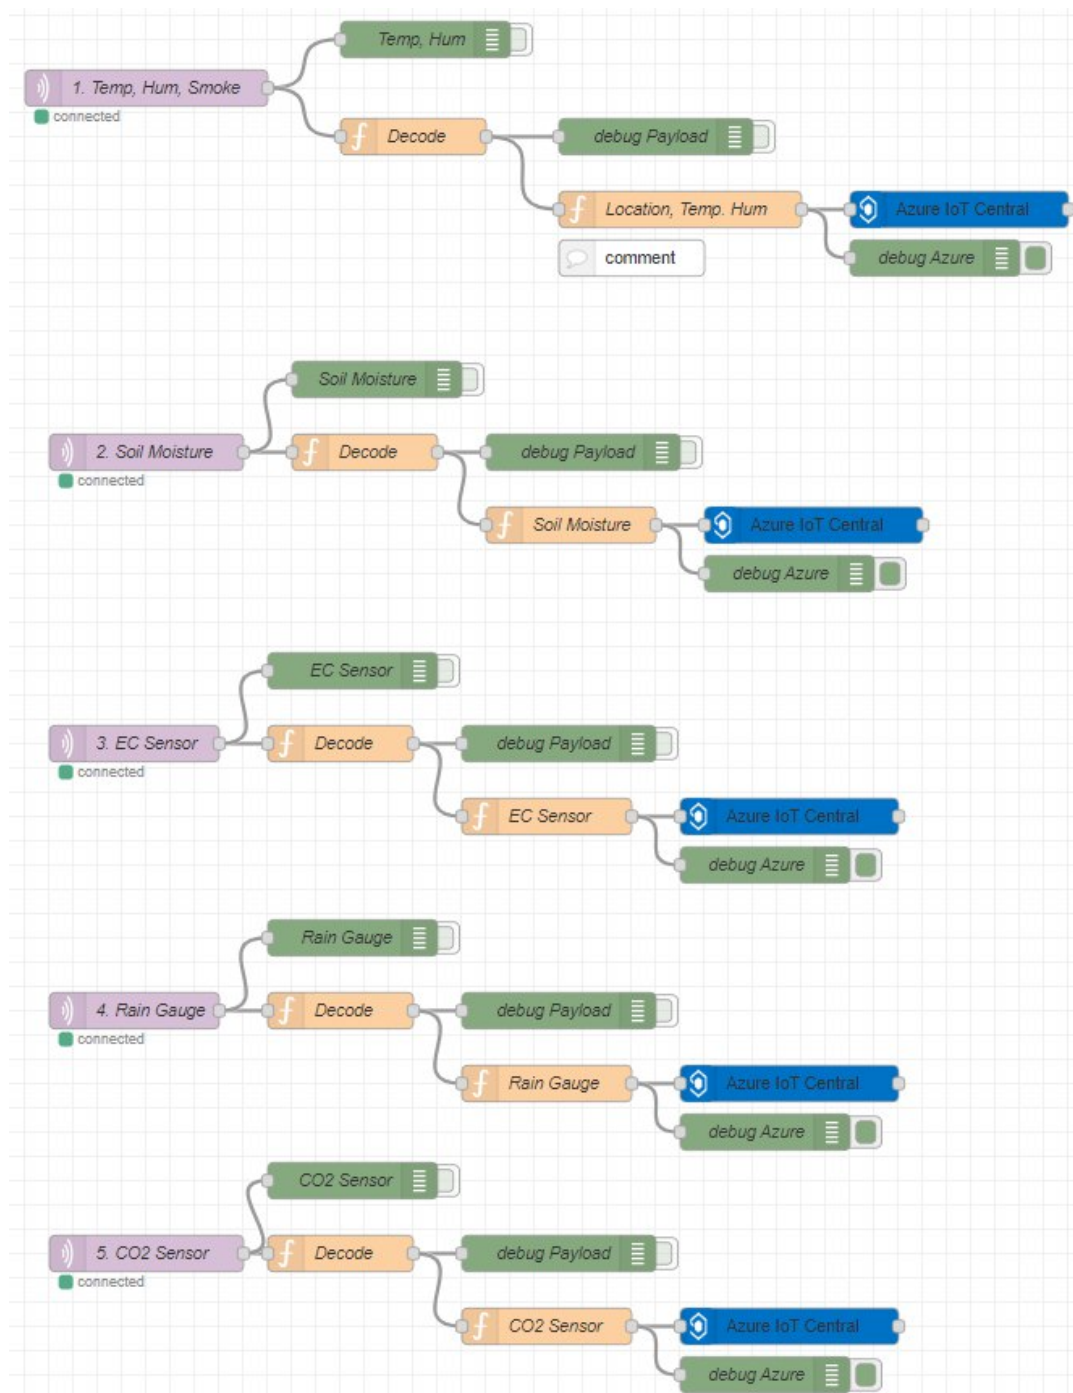 Temp, Hum
1. Temp, Hum, Smoke
connected
Decode
debug Payload
Location, Temp. Hum
Azure IoT Central
comment
debug Azure
Soil Moisture
2. Soil Moisture
connected
Decode
debug Payload
Soil Moisture
Azure IoT Central
debug Azure
EC Sensor
3. EC Sensor
connected
Decode
debug Payload
EC Sensor
Azure IoT Central
debug Azure
Rain Gauge
4. Rain Gauge
connected
Decode
debug Payload
Rain Gauge
Azure IoT Central
debug Azure
CO2 Sensor
5. CO2 Sensor
connected
Decode
debug Payload
CO2 Sensor
Azure IoT Central
debug Azure